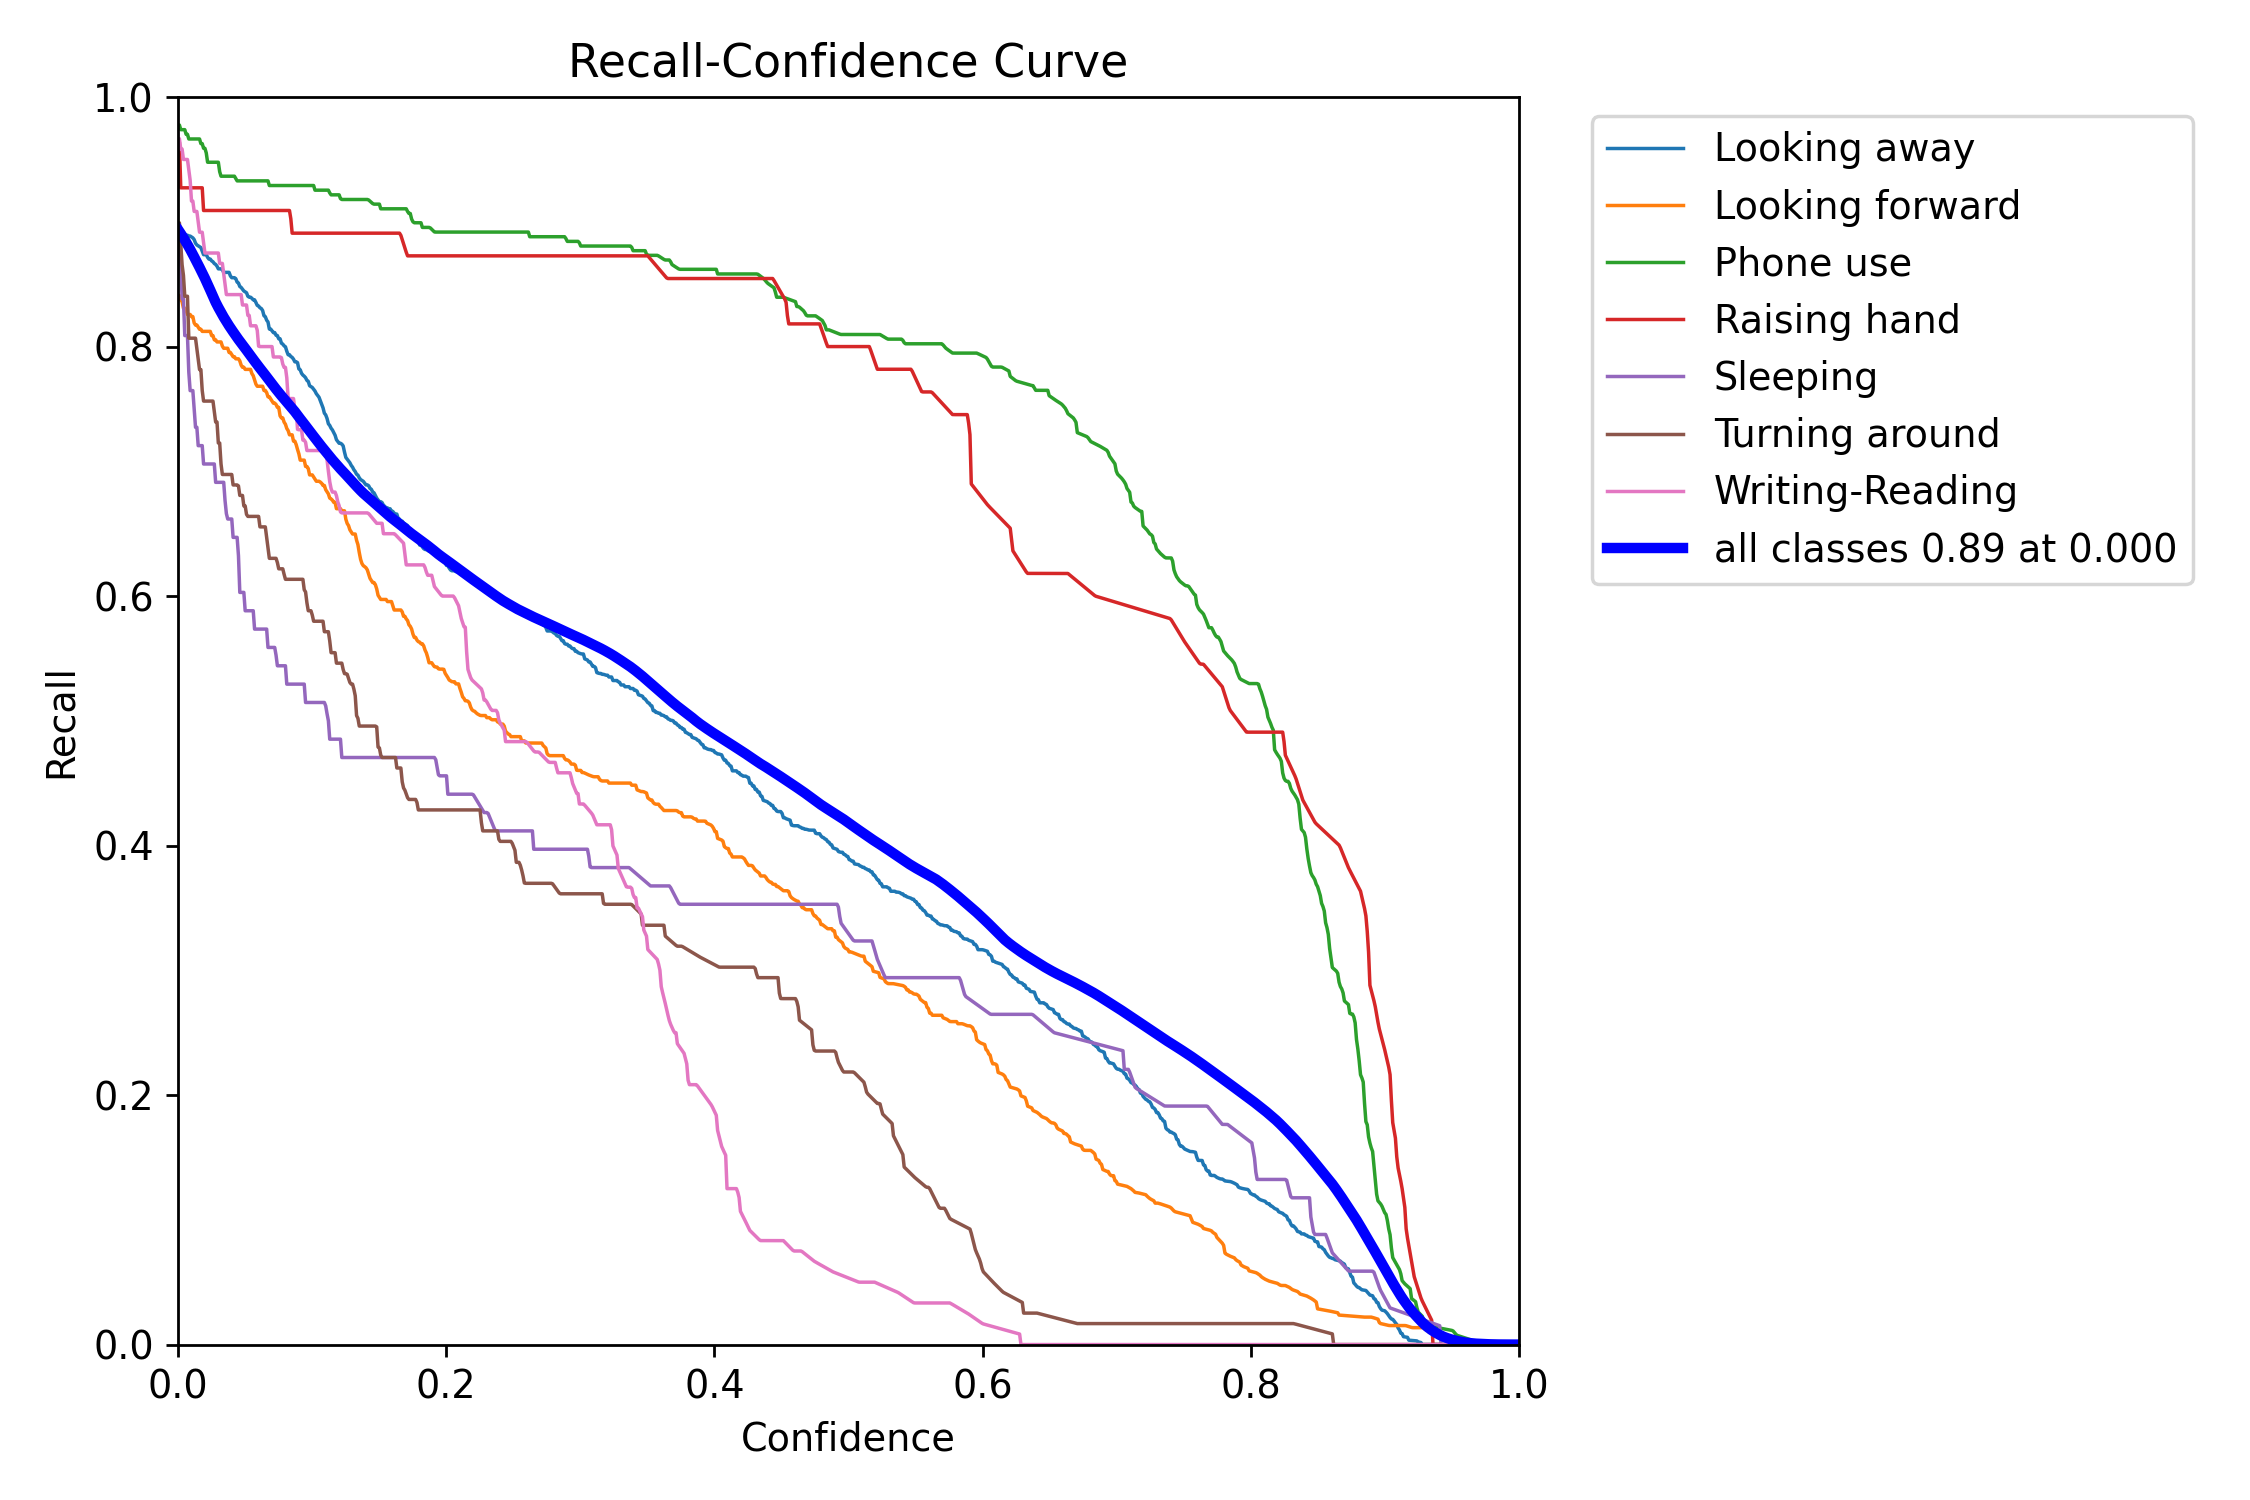 Recall-Confidence Curve
1.0
0.8
0.6
0.4
0.2
0.0
Recall
0.0 0.2 0.4 0.6 0.8 1.0
Confidence
Looking away
Looking forward
Phone use
Raising hand
Sleeping
Turning around
Writing-Reading
all classes 0.89 at 0.000